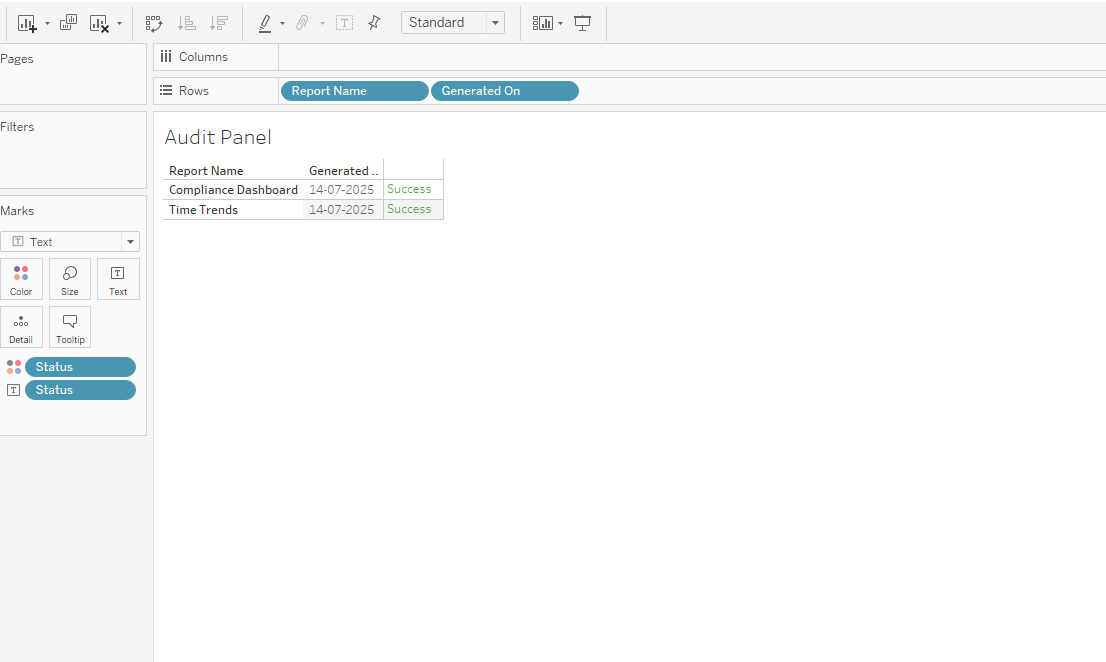 Standard
Pages
Columns
Rows Report Name Generated On
Filters
Audit Panel
Report Name Generated ..
Compliance Dashboard 14-07-2025 Success
Time Trends 14-07-2025 Success
Marks
T Text
Color Size Text
Detail Tooltip
Status
T Status